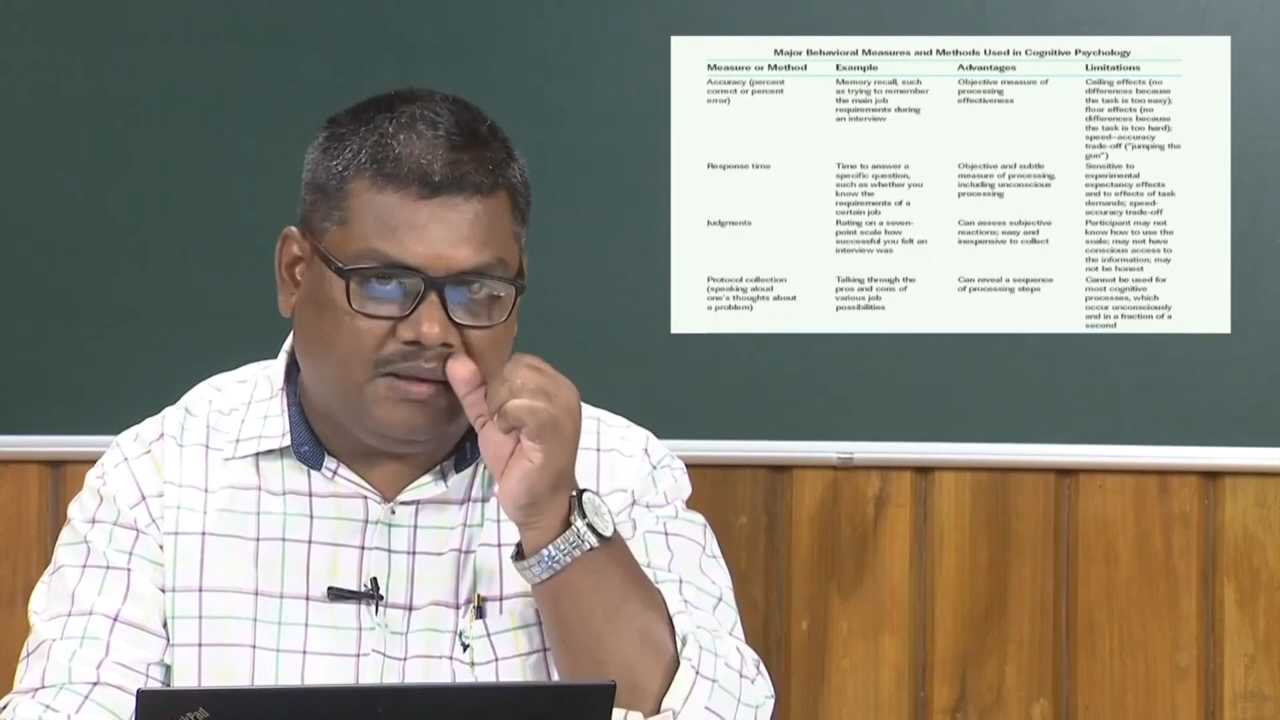 Major Behavioral Measures and Methods Used in Cognitive Psychology
Measure or Method Example Advantages Limitations
Accuracy (percent
correct or percent
error)
Memory recall, such
as trying to remember
the main job
requirements during
an interview
Objective measure of
processing
effectiveness
Ceiling effects (no
differences because
the task is too easy);
floor effects (no
differences because
the task is too hard);
speed–accuracy
trade-off ("jumping the
gun")
Response time
Time to answer a
specific question,
such as whether you
know the
requirements of a
certain job
Objective and subtle
measure of processing,
including unconscious
processing
Sensitive to
experimental
expectancy effects
and to effects of task
demands; speed-
accuracy trade-off
Judgments
Rating on a seven-
point scale how
successful you felt an
interview was
Can assess subjective
reactions; easy and
inexpensive to collect
Participant may not
know how to use the
scale; may not have
conscious access to
the information; may
not be honest
Protocol collection
(speaking aloud
one's thoughts about
a problem)
Talking through the
pros and cons of
various job
possibilities
Can reveal a sequence
of processing steps
Cannot be used for
most cognitive
processes, which
occur unconsciously
and in a fraction of a
second